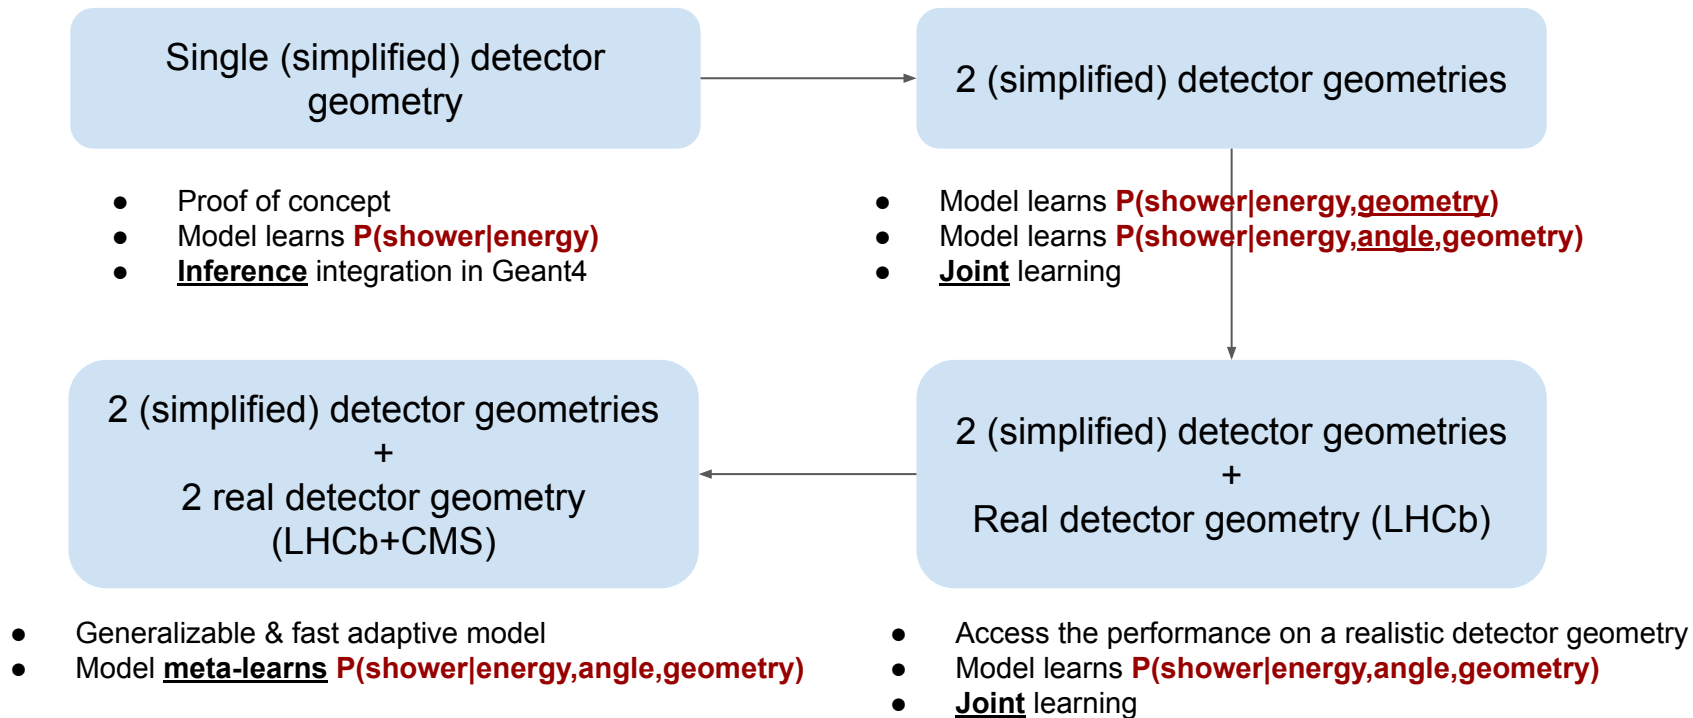 Single (simplified) detector
geometry
● Proof of concept
● Model learns P(shower|energy)
● Inference integration in Geant4
2 (simplified) detector geometries
● Model learns P(shower|energy,geometry)
● Model learns P(shower|energy,angle,geometry)
● Joint learning
2 (simplified) detector geometries
+
Real detector geometry (LHCb)
● Access the performance on a realistic detector geometry
● Model learns P(shower|energy,angle,geometry)
● Joint learning
2 (simplified) detector geometries
+
2 real detector geometry
(LHCb+CMS)
● Generalizable & fast adaptive model
● Model meta-learns P(shower|energy,angle,geometry)